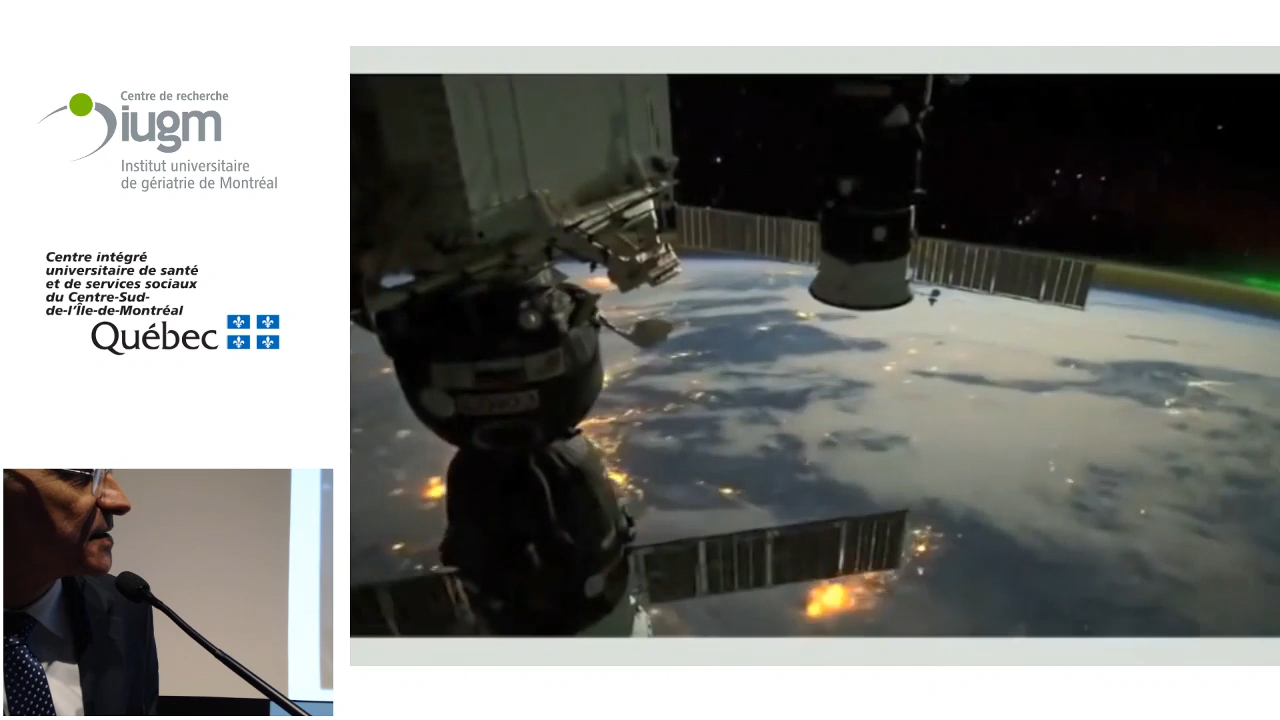 Centre de recherche
iugm
Institut universitaire
de gériatrie de Montréal
Centre intégré
universitaire de santé
et de services sociaux
du Centre-Sud-
de-l'Île-de-Montréal
Québec